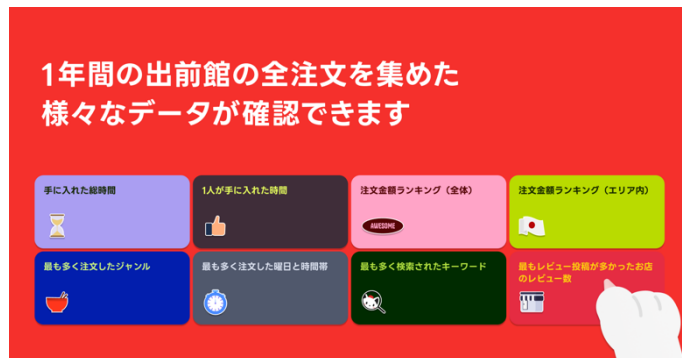 1年間の出前館の全注文を集めた
様々なデータが確認できます
手に入れた総時間
1人が手に入れた時間
注文金額ランキング（全体）
AWESOME
注文金額ランキング（エリア内）
最も多く注文したジャンル
最も多く注文した曜日と時間帯
最も多く検索されたキーワード
最もレビュー投稿が多かったお店
のレビュー数